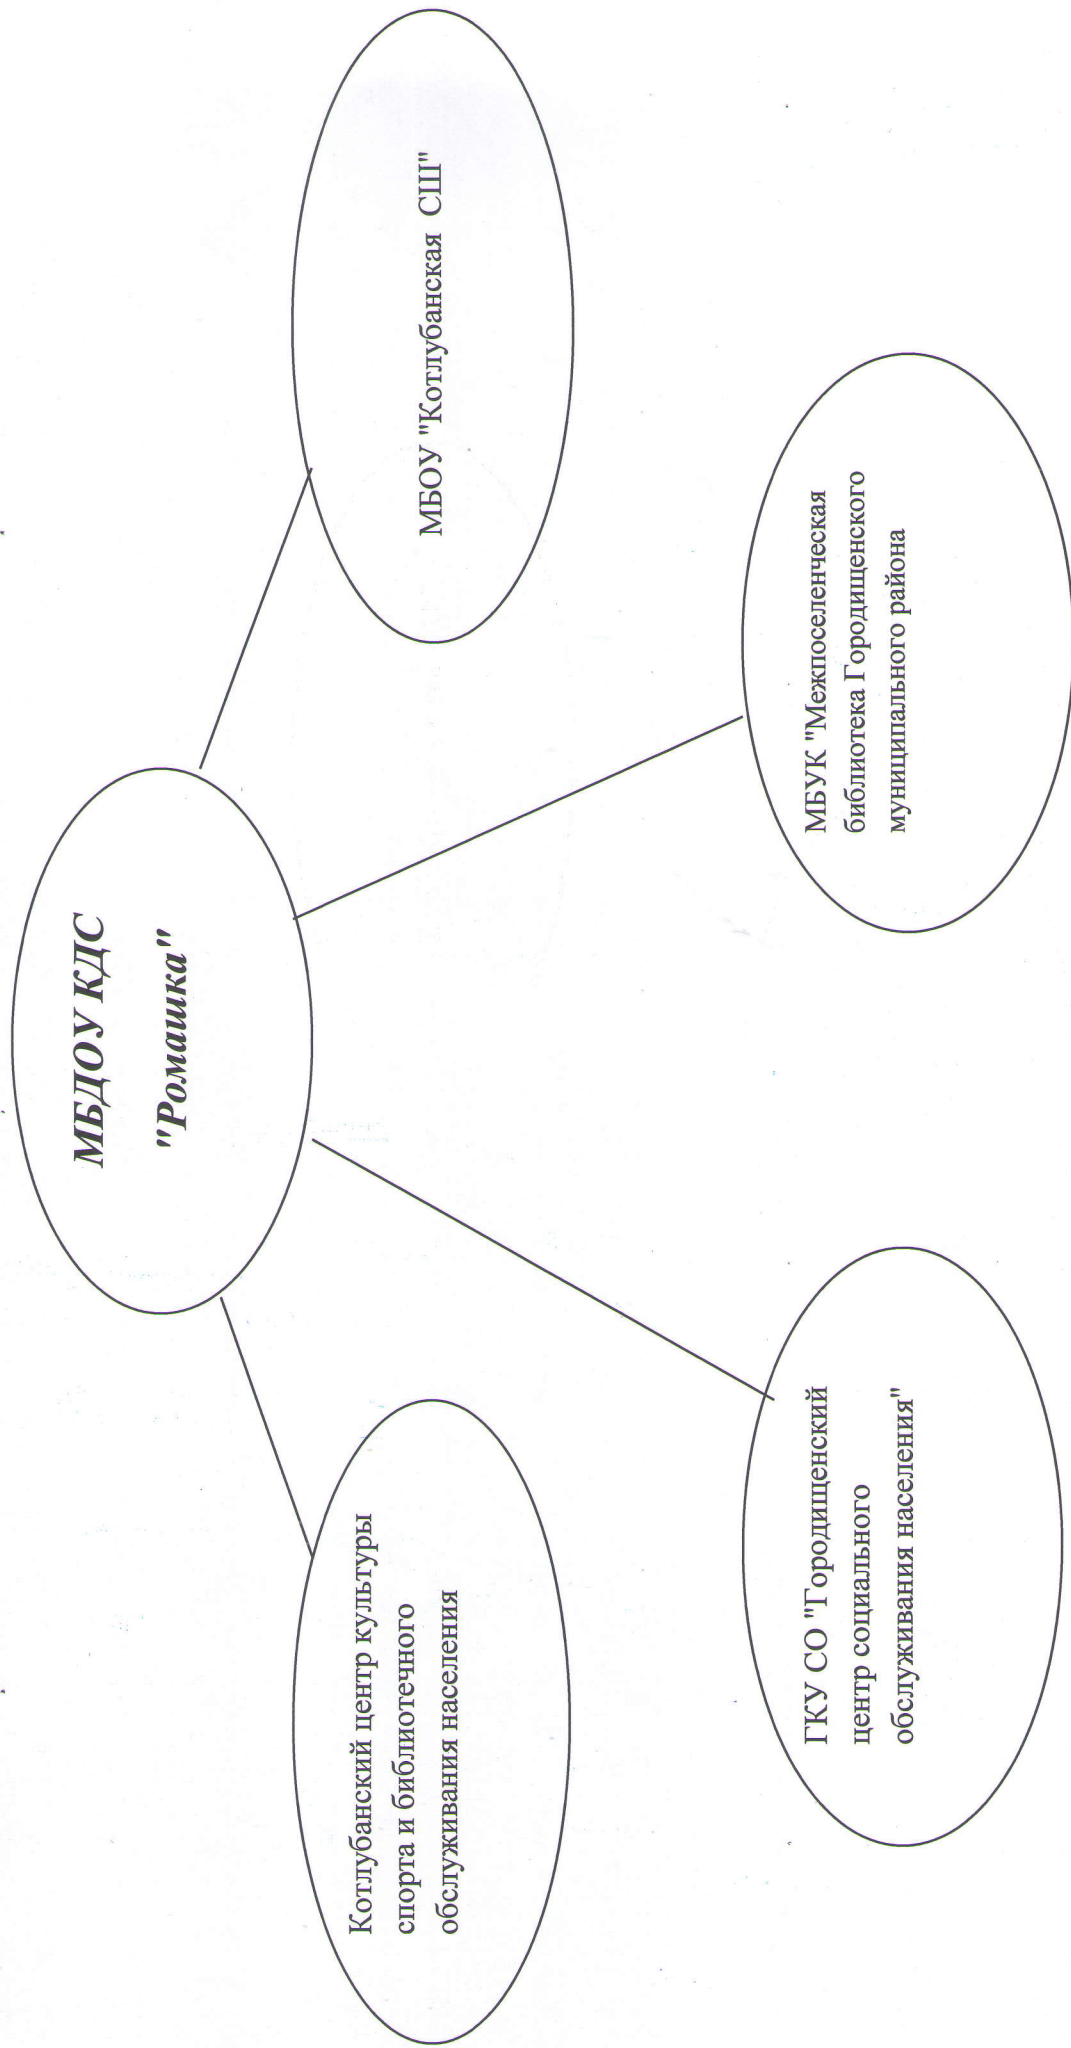 МБДОУ КДС
"Ромашка"
Котлубанский центр культуры
спорта и библиотечного
обслуживания населения
МБОУ "Котлубанская СШ"
ГКУ СО "Городищенский
центр социального
обслуживания населения"
МБУК "Межпоселенческая
библиотека Городищенского
муниципального района